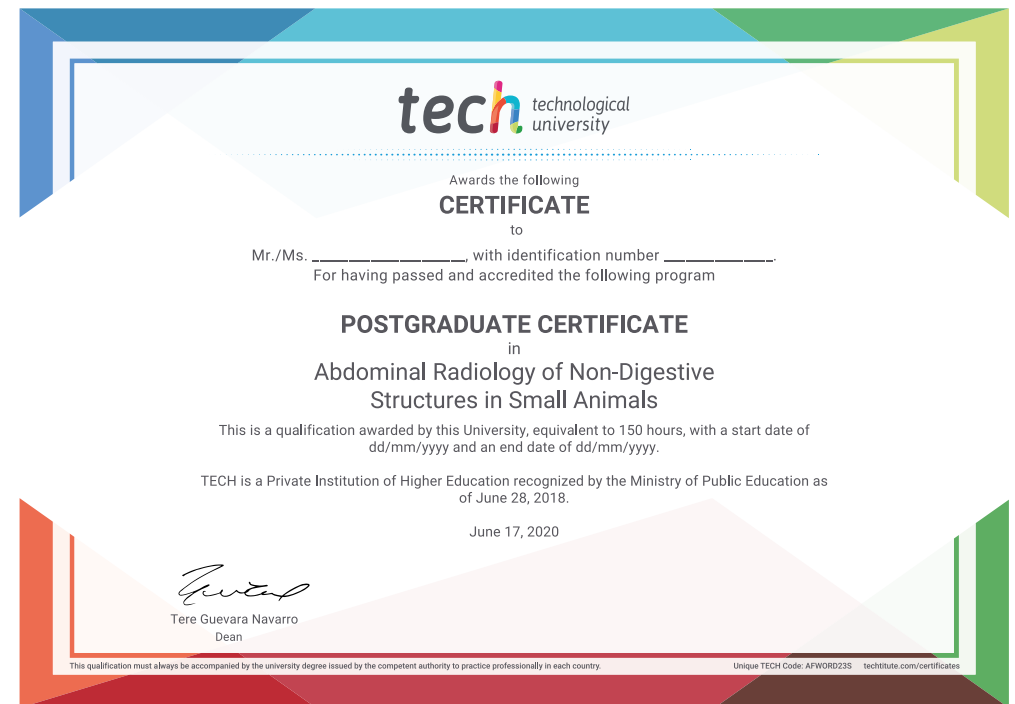 tech technological
university
Awards the following
CERTIFICATE
to
Mr./Ms. ____________________, with identification number ______________.
For having passed and accredited the following program
POSTGRADUATE CERTIFICATE
in
Abdominal Radiology of Non-Digestive
Structures in Small Animals
This is a qualification awarded by this University, equivalent to 150 hours, with a start date of
dd/mm/yyyy and an end date of dd/mm/yyyy.
TECH is a Private Institution of Higher Education recognized by the Ministry of Public Education as
of June 28, 2018.
June 17, 2020
Tere Guevara Navarro
Dean
This qualification must always be accompanied by the university degree issued by the competent authority to practice professionally in each country. Unique TECH Code: AFWORD23S techtitute.com/certificates